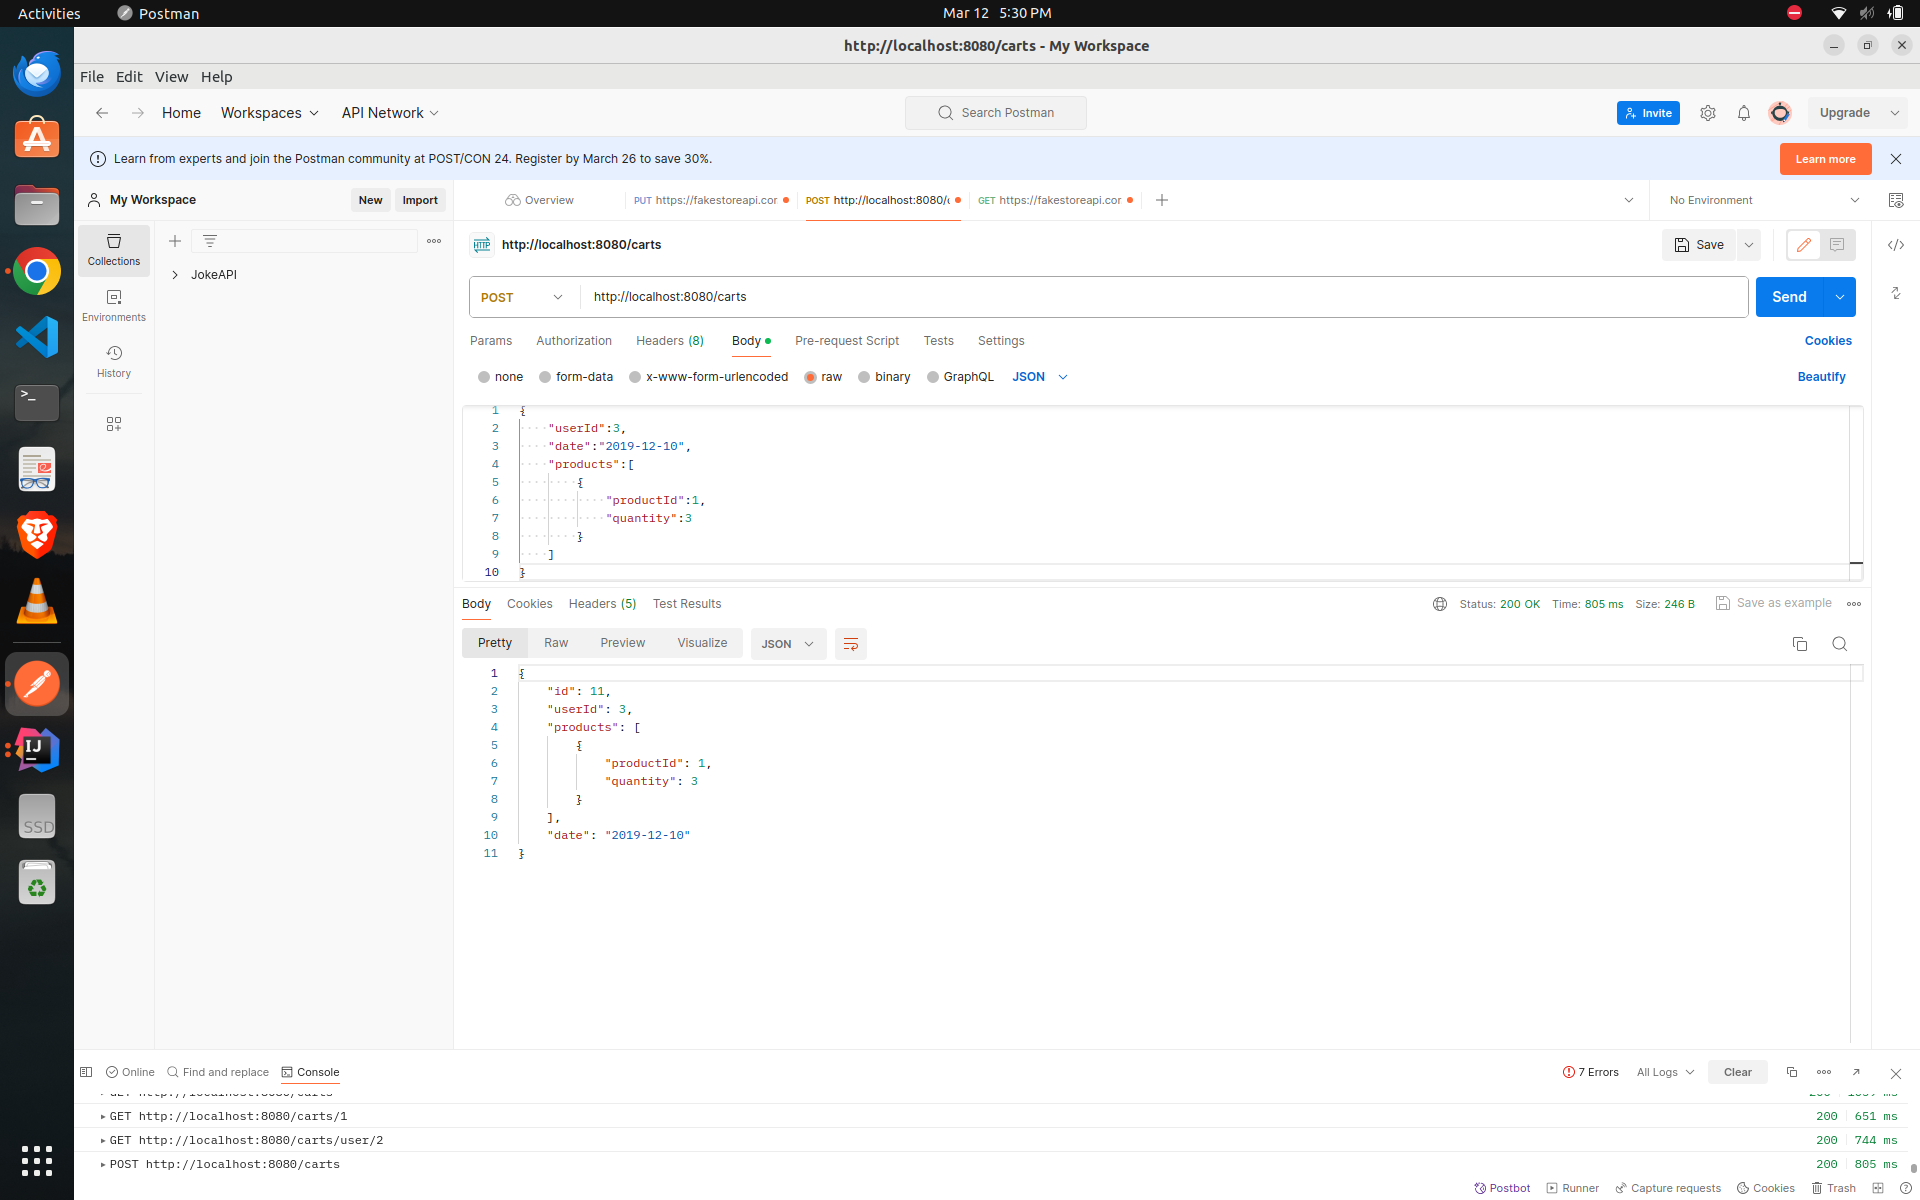 Activities Postman Mar 12 5:30 PM
http://localhost:8080/carts - My Workspace
File Edit View Help
Home Workspaces API Network Search Postman Invite Upgrade
Learn from experts and join the Postman community at POST/CON 24. Register by March 26 to save 30%. Learn more
My Workspace New Import Overview PUT https://fakestoreapi.cor POST http://localhost:8080/c GET https://fakestoreapi.cor No Environment
Collections
JokeAPI
Environments
History
HTTP http://localhost:8080/carts Save
POST http://localhost:8080/carts Send
Params Authorization Headers (8) Body Pre-request Script Tests Settings Cookies
none form-data x-www-form-urlencoded raw binary GraphQL JSON Beautify
1 {
2 "userId":3,
3 "date":"2019-12-10",
4 "products":[
5 {
6 "productId":1,
7 "quantity":3
8 }
9 ]
10 }
Body Cookies Headers (5) Test Results Status: 200 OK Time: 805 ms Size: 246 B Save as example
Pretty Raw Preview Visualize JSON
1 {
2 "id": 11,
3 "userId": 3,
4 "products": [
5 {
6 "productId": 1,
7 "quantity": 3
8 }
9 ],
10 "date": "2019-12-10"
11 }
IJ
SSD
Online Find and replace Console 7 Errors All Logs Clear
GET http://localhost:8080/carts
GET http://localhost:8080/carts/1 200 651 ms
GET http://localhost:8080/carts/user/2 200 744 ms
POST http://localhost:8080/carts 200 805 ms
Postbot Runner Capture requests Cookies Trash